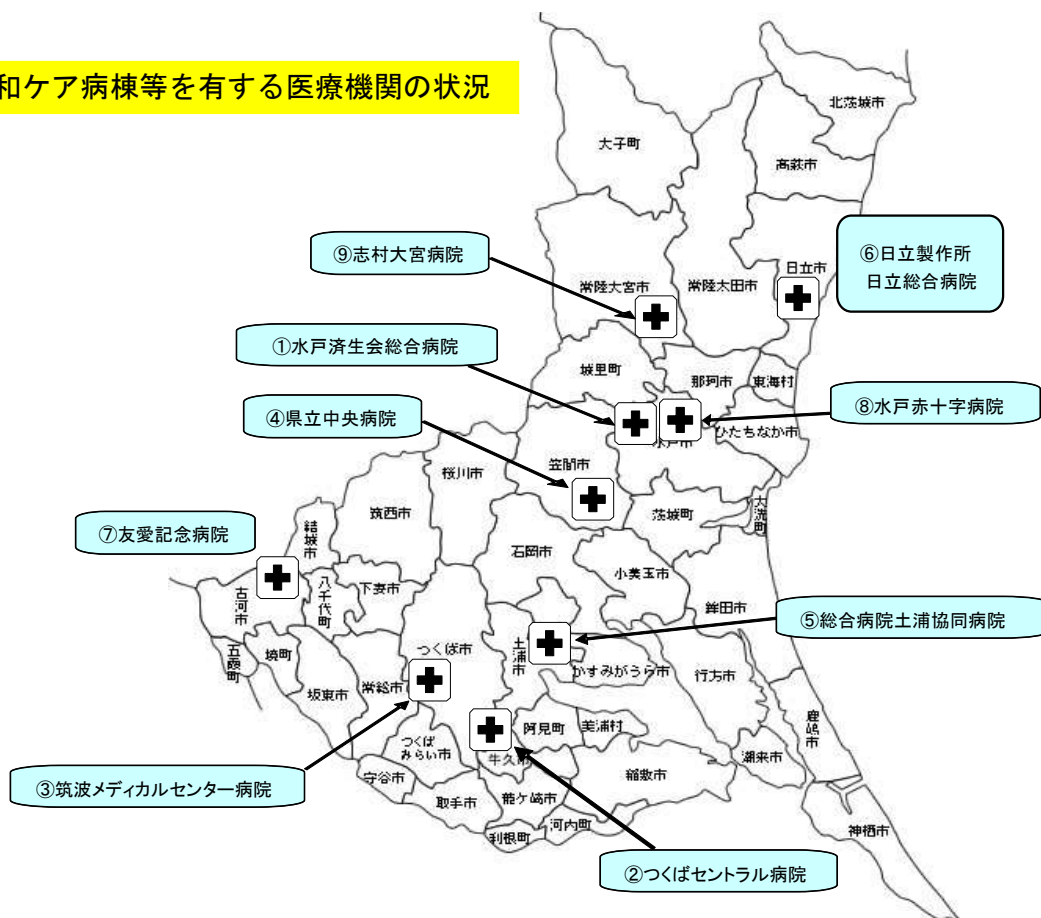 和ケア病棟等を有する医療機関の状況
北茨城市
大子町
高萩市
⑨志村大宮病院
⑥日立製作所
日立総合病院
日立市
常陸大宮市
常陸太田市
①水戸済生会総合病院
城里町
那珂市
東海村
④県立中央病院
⑧水戸赤十字病院
水戸市
ひたちなか市
笠間市
桜川市
筑西市
茨城町
大洗町
⑦友愛記念病院
結城市
石岡市
小美玉市
古河市
八千代町
下妻市
鉾田市
⑤総合病院土浦協同病院
つくば市
土浦市
かすみがうら市
行方市
五霞町
境町
坂東市
常総市
鹿嶋市
阿見町
美浦村
つくば
みらい市
牛久市
潮来市
稲敷市
③筑波メディカルセンター病院
守谷市
取手市
龍ケ崎市
河内町
利根町
神栖市
②つくばセントラル病院